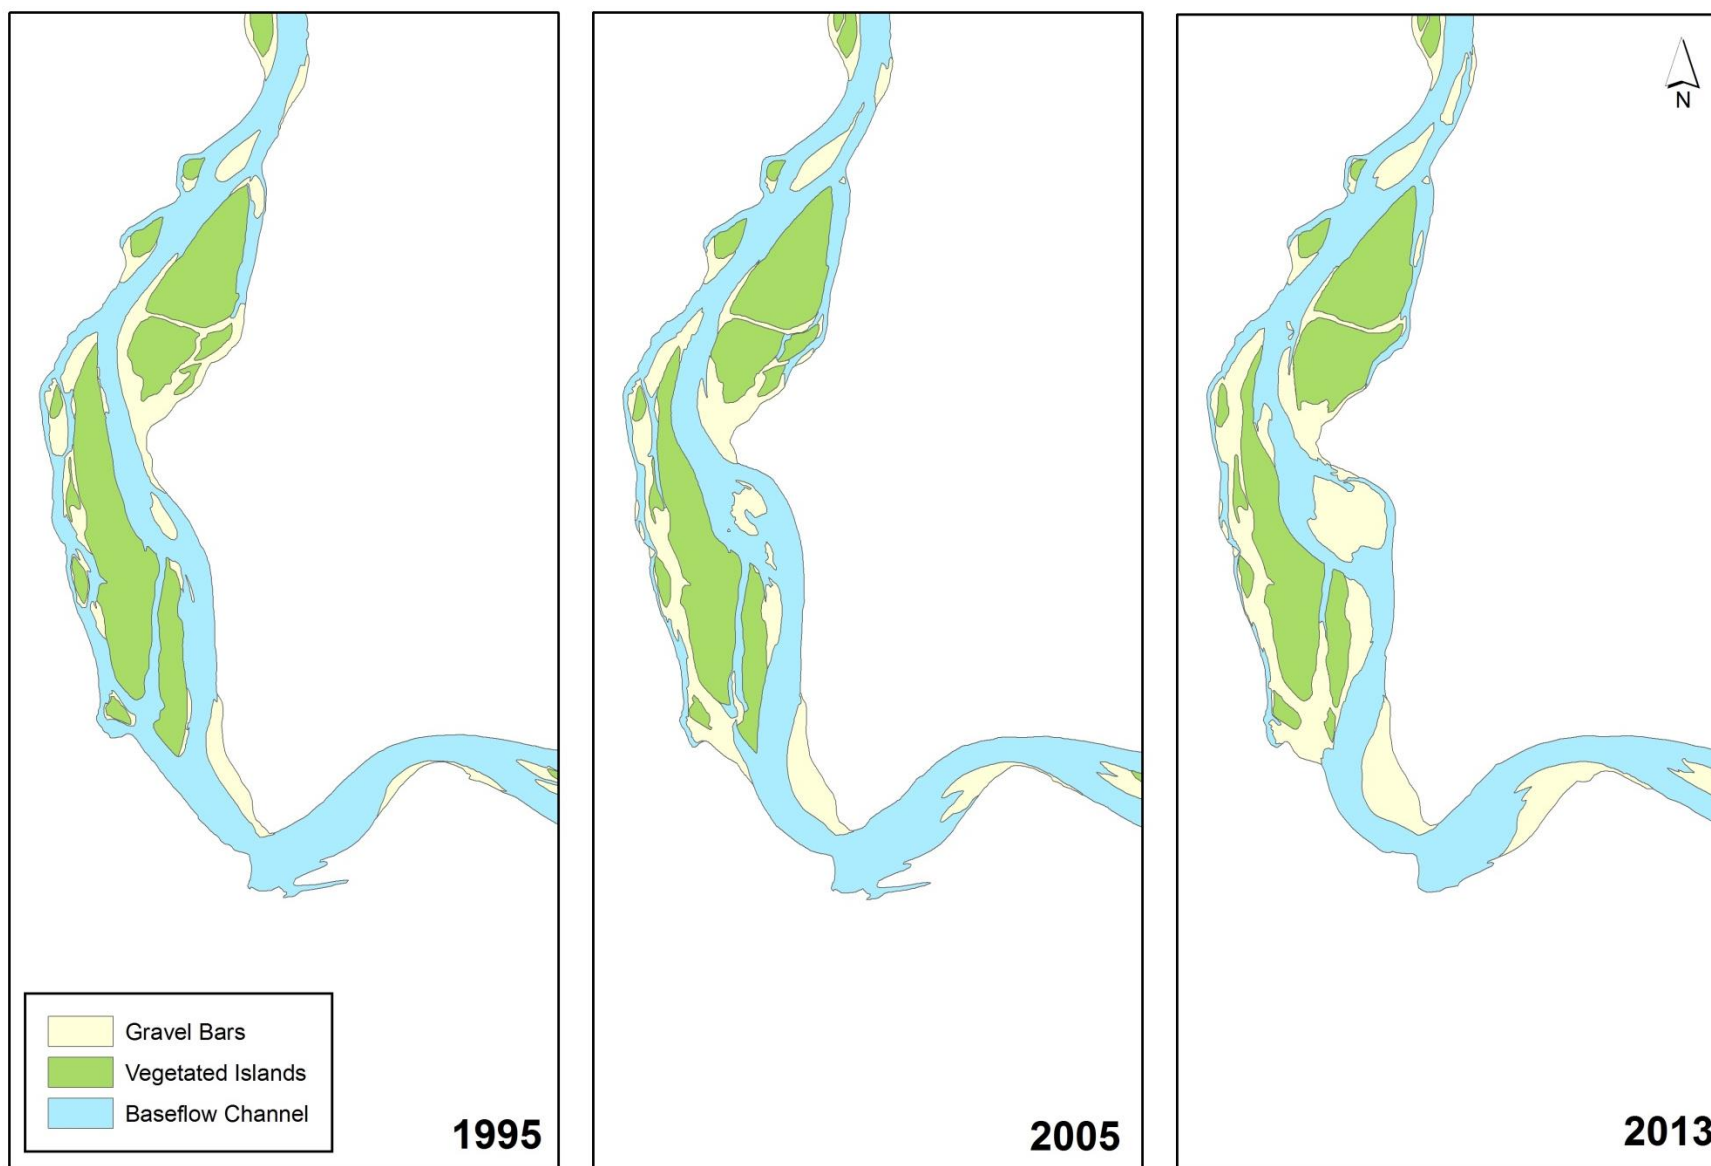 N
Gravel Bars
Vegetated Islands
Baseflow Channel
1995
2005
2013